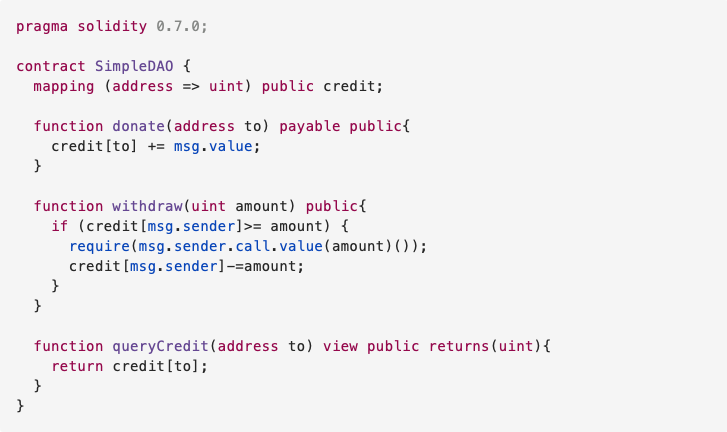 pragma solidity 0.7.0;
contract SimpleDAO {
  mapping (address => uint) public credit;
  function donate(address to) payable public{
    credit[to] += msg.value;
  }
  function withdraw(uint amount) public{
    if (credit[msg.sender]>= amount) {
      require(msg.sender.call.value(amount)());
      credit[msg.sender]-=amount;
    }
  }
  function queryCredit(address to) view public returns(uint){
    return credit[to];
  }
}